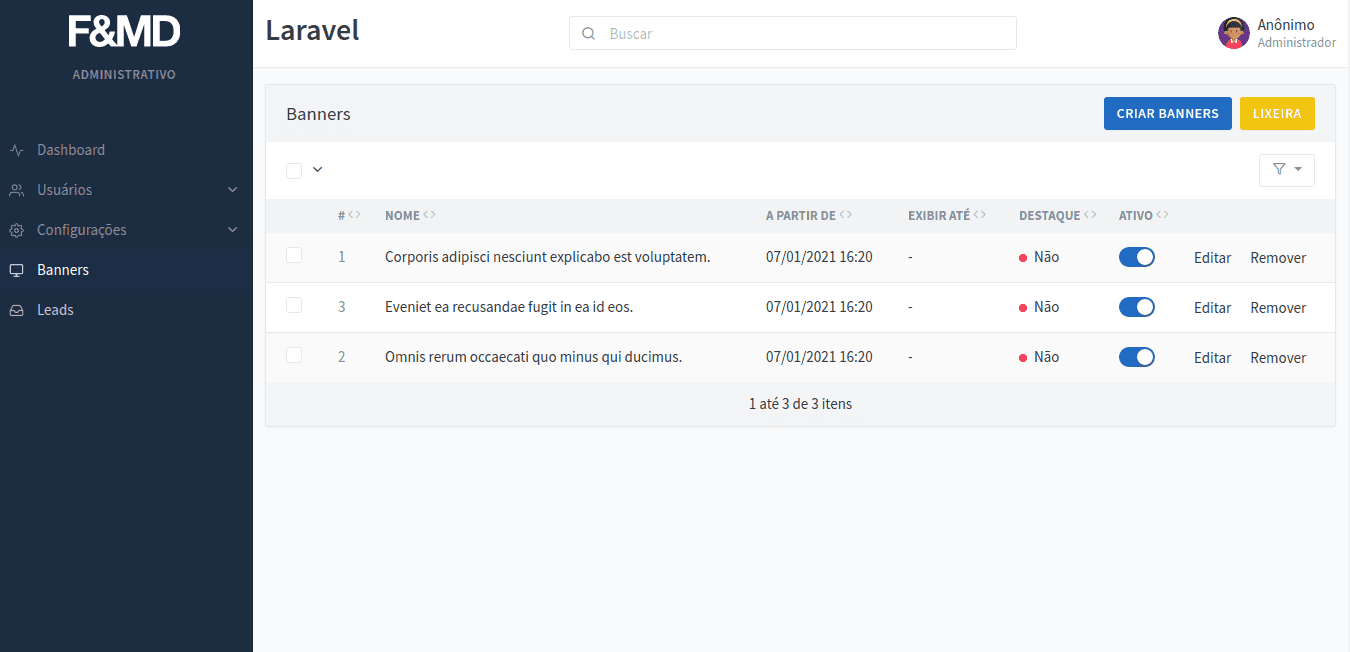 F&MD
ADMINISTRATIVO
Dashboard
Usuários
Configurações
Banners
Leads
Laravel
Buscar
Anônimo
Administrador
Banners
CRIAR BANNERS
LIXEIRA
# NOME A PARTIR DE EXIBIR ATÉ DESTAQUE ATIVO
1 Corporis adipisci nesciunt explicabo est voluptatem. 07/01/2021 16:20 - Não Editar Remover
3 Eveniet ea recusandae fugit in ea id eos. 07/01/2021 16:20 - Não Editar Remover
2 Omnis rerum occaecati quo minus qui ducimus. 07/01/2021 16:20 - Não Editar Remover
1 até 3 de 3 itens